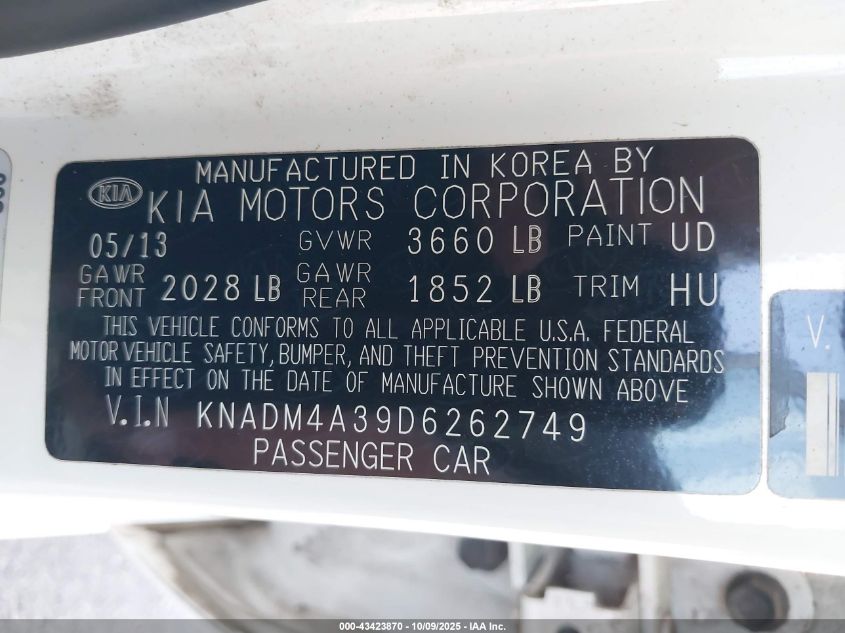 MANUFACTURED IN KOREA BY
KIA KIA MOTORS CORPORATION
05/13 GVWR 3660 LB PAINT UD
GAWR FRONT 2028 LB GAWR REAR 1852 LB TRIM HU
THIS VEHICLE CONFORMS TO ALL APPLICABLE U.S.A. FEDERAL
MOTOR VEHICLE SAFETY, BUMPER, AND THEFT PREVENTION STANDARDS
IN EFFECT ON THE DATE OF MANUFACTURE SHOWN ABOVE
V.I.N KNADM4A39D6262749
PASSENGER CAR
V.
000-43423870 • 10/09/2025 • IAA Inc.